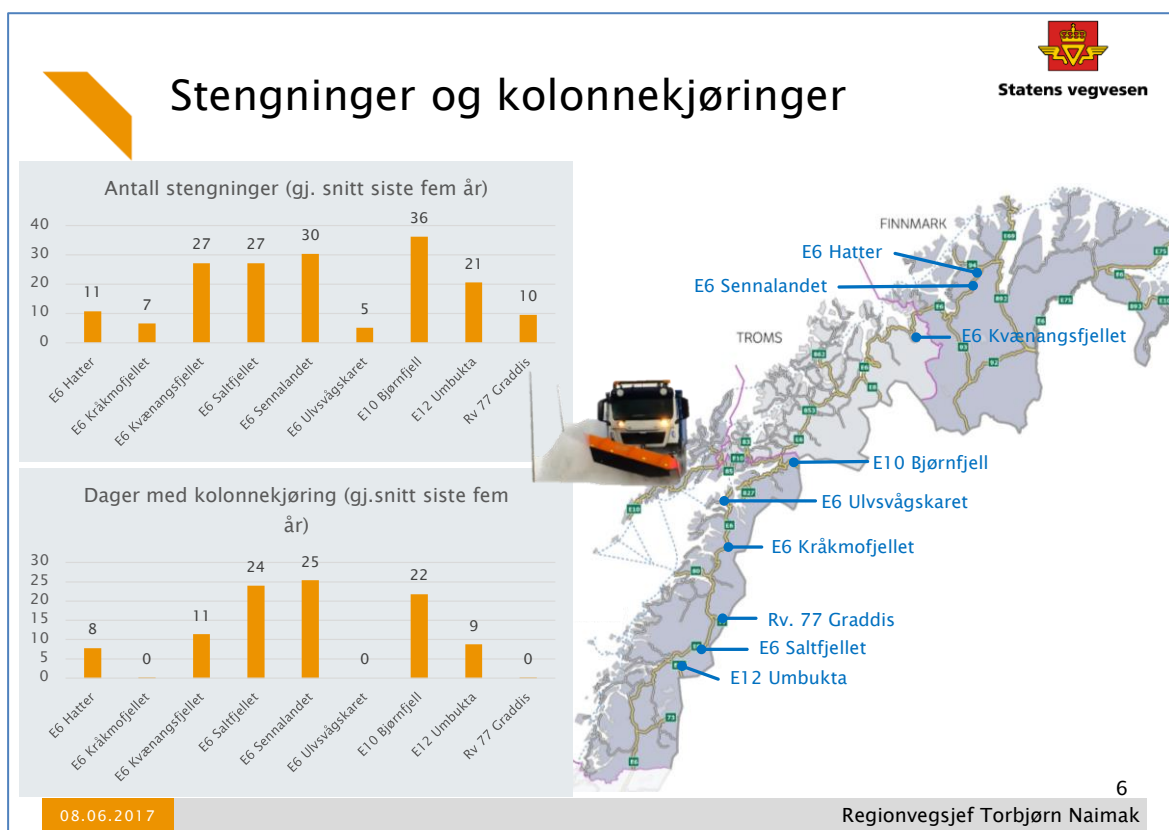 Stengninger og kolonnekjøringer
Statens vegvesen
Antall stengninger (gj. snitt siste fem år)
40
30
20
10
0
11
7
27
27
30
5
36
21
10
E6 Hatter
E6 Kråkmofjellet
E6 Kvænangsfjellet
E6 Saltfjellet
E6 Sennalandet
E6 Ulvsvågskaret
E10 Bjørnfjell
E12 Umbukta
Rv 77 Graddis
Dager med kolonnekjøring (gj.snitt siste fem
år)
30
25
20
15
10
5
0
8
0
11
24
25
0
22
9
0
E6 Hatter
E6 Kråkmofjellet
E6 Kvænangsfjellet
E6 Saltfjellet
E6 Sennalandet
E6 Ulvsvågskaret
E10 Bjørnfjell
E12 Umbukta
Rv 77 Graddis
FINNMARK
TROMS
E6 Hatter
E6 Sennalandet
E6 Kvænangsfjellet
E10 Bjørnfjell
E6 Ulvsvågskaret
E6 Kråkmofjellet
Rv. 77 Graddis
E6 Saltfjellet
E12 Umbukta
6
08.06.2017
Regionvegsjef Torbjørn Naimak